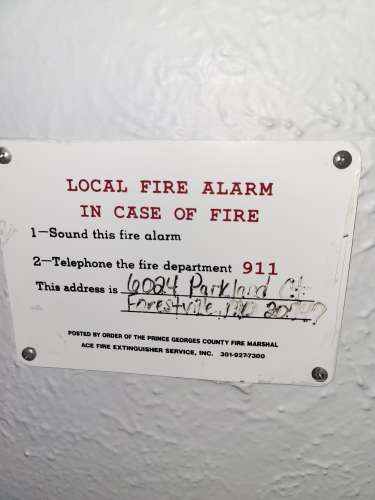 LOCAL FIRE ALARM
IN CASE OF FIRE
1—Sound this fire alarm
2—Telephone the fire department 911
This address is 6024 Parkland Ct.
Forestville, MD 20747
POSTED BY ORDER OF THE PRINCE GEORGES COUNTY FIRE MARSHAL
ACE FIRE EXTINGUISHER SERVICE, INC. 301-927-7300